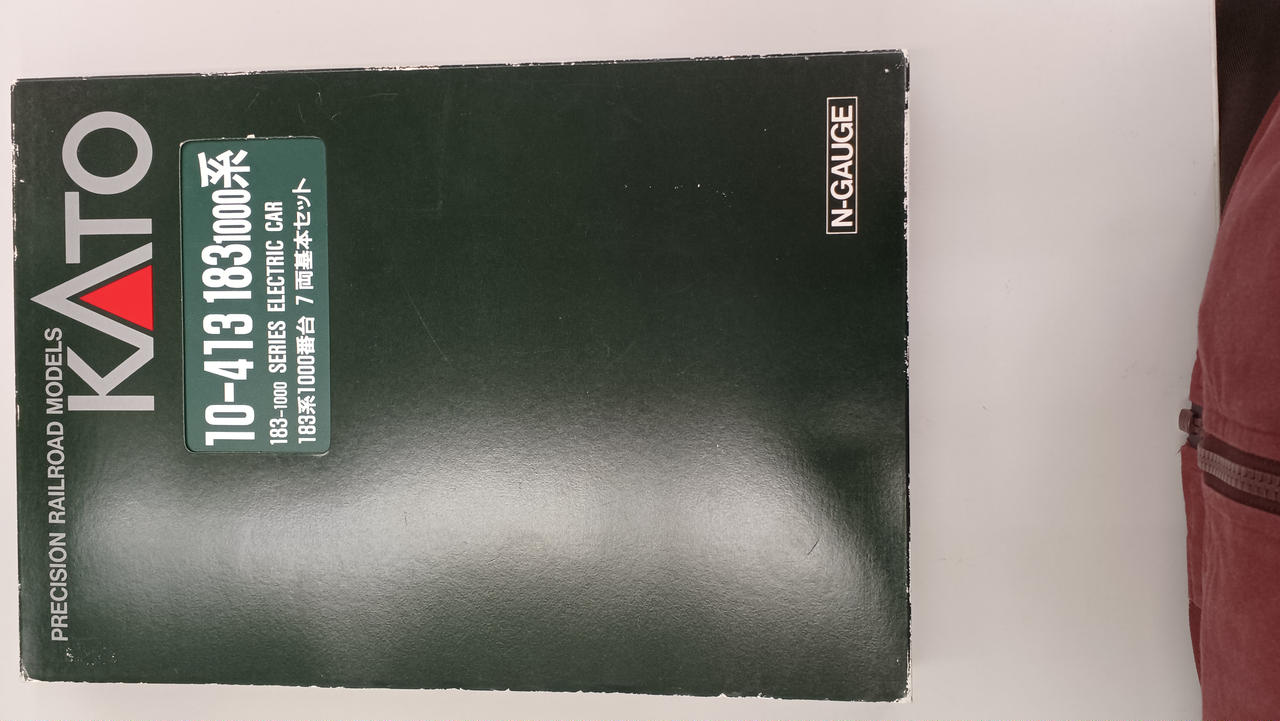 PRECISION RAILROAD MODELS
KATO
10-413 183 1000系
183-1000 SERIES ELECTRIC CAR
183系1000番台 7両基本セット
N-GAUGE